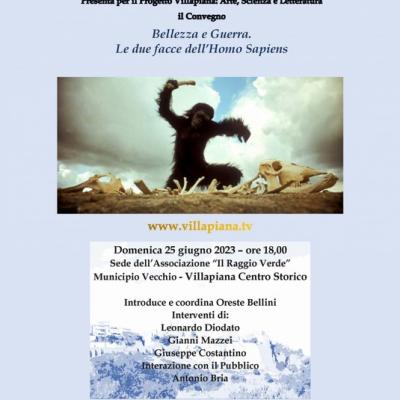 Presenta per il Progetto Villapiana: Arte, Scienza e Letteratura
il Convegno
Bellezza e Guerra.
Le due facce dell'Homo Sapiens
www.villapiana.tv
Domenica 25 giugno 2023 – ore 18,00
Sede dell'Associazione “Il Raggio Verde”
Municipio Vecchio - Villapiana Centro Storico
Introduce e coordina Oreste Bellini
Interventi di:
Leonardo Diodato
Gianni Mazzei
Giuseppe Costantino
Interazione con il Pubblico
Antonio Bria